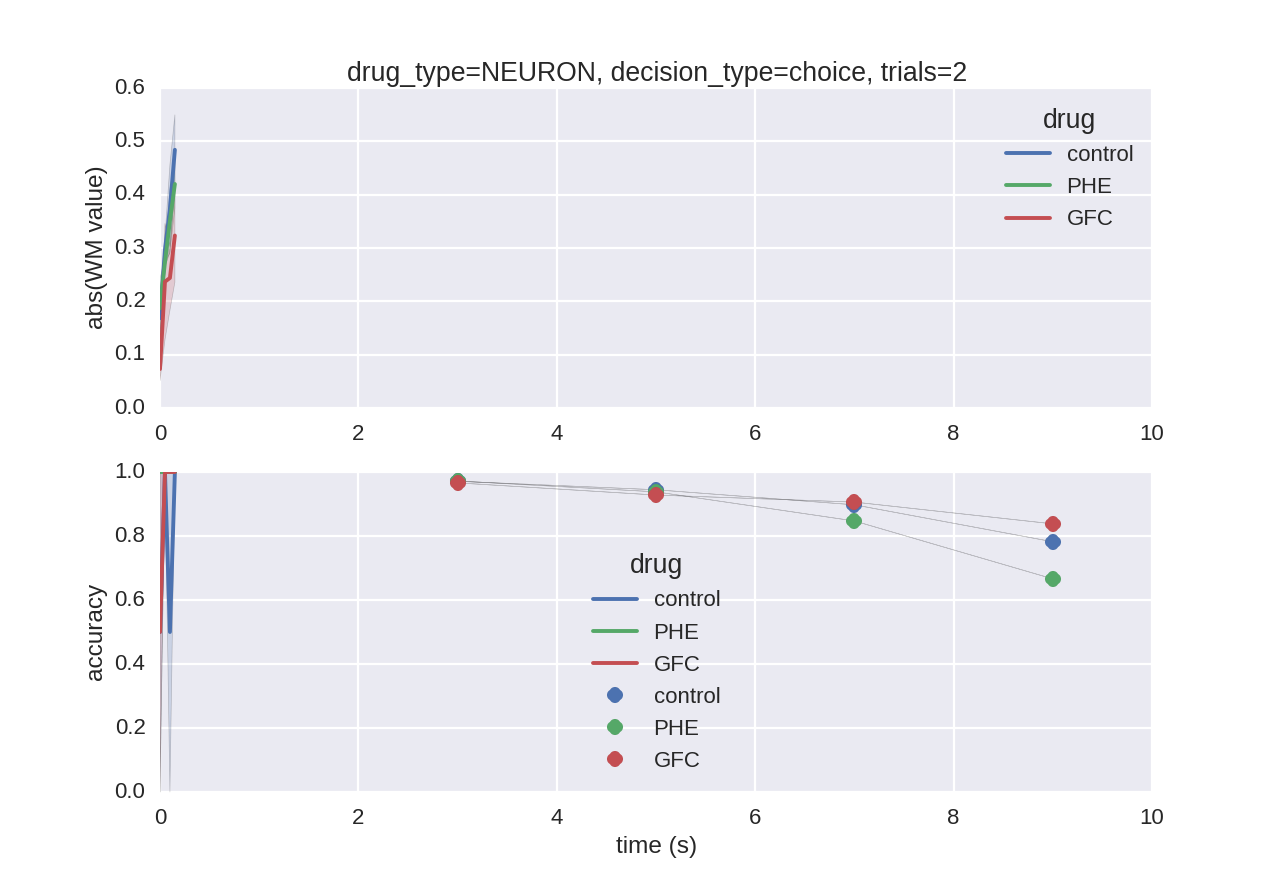 drug_type=NEURON, decision_type=choice, trials=2
0.6
0.5
0.4
0.3
0.2
0.1
0.0
abs(WM value)
drug
control
PHE
GFC
0 2 4 6 8 10
1.0
0.8
0.6
0.4
0.2
0.0
accuracy
drug
control
PHE
GFC
control
PHE
GFC
0 2 4 6 8 10
time (s)